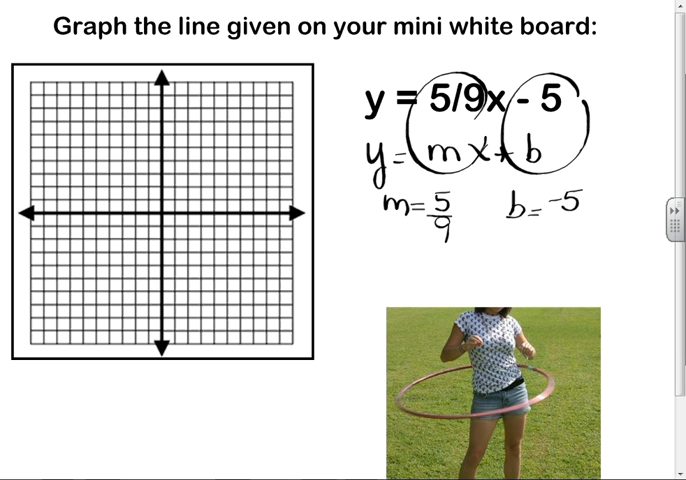 Graph the line given on your mini white board:
y = 5/9x - 5
y = mx + b
m = 5/9 b = -5